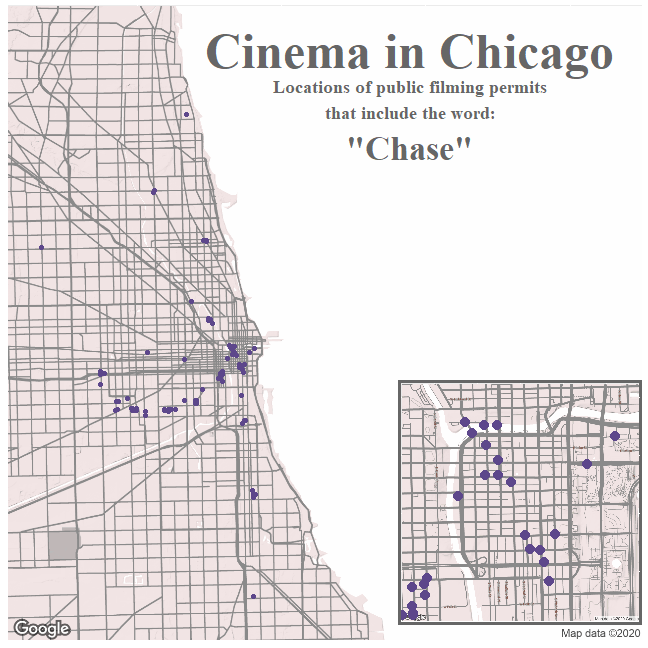 Cinema in Chicago
Locations of public filming permits
that include the word:
"Chase"
Google
Map data ©2020